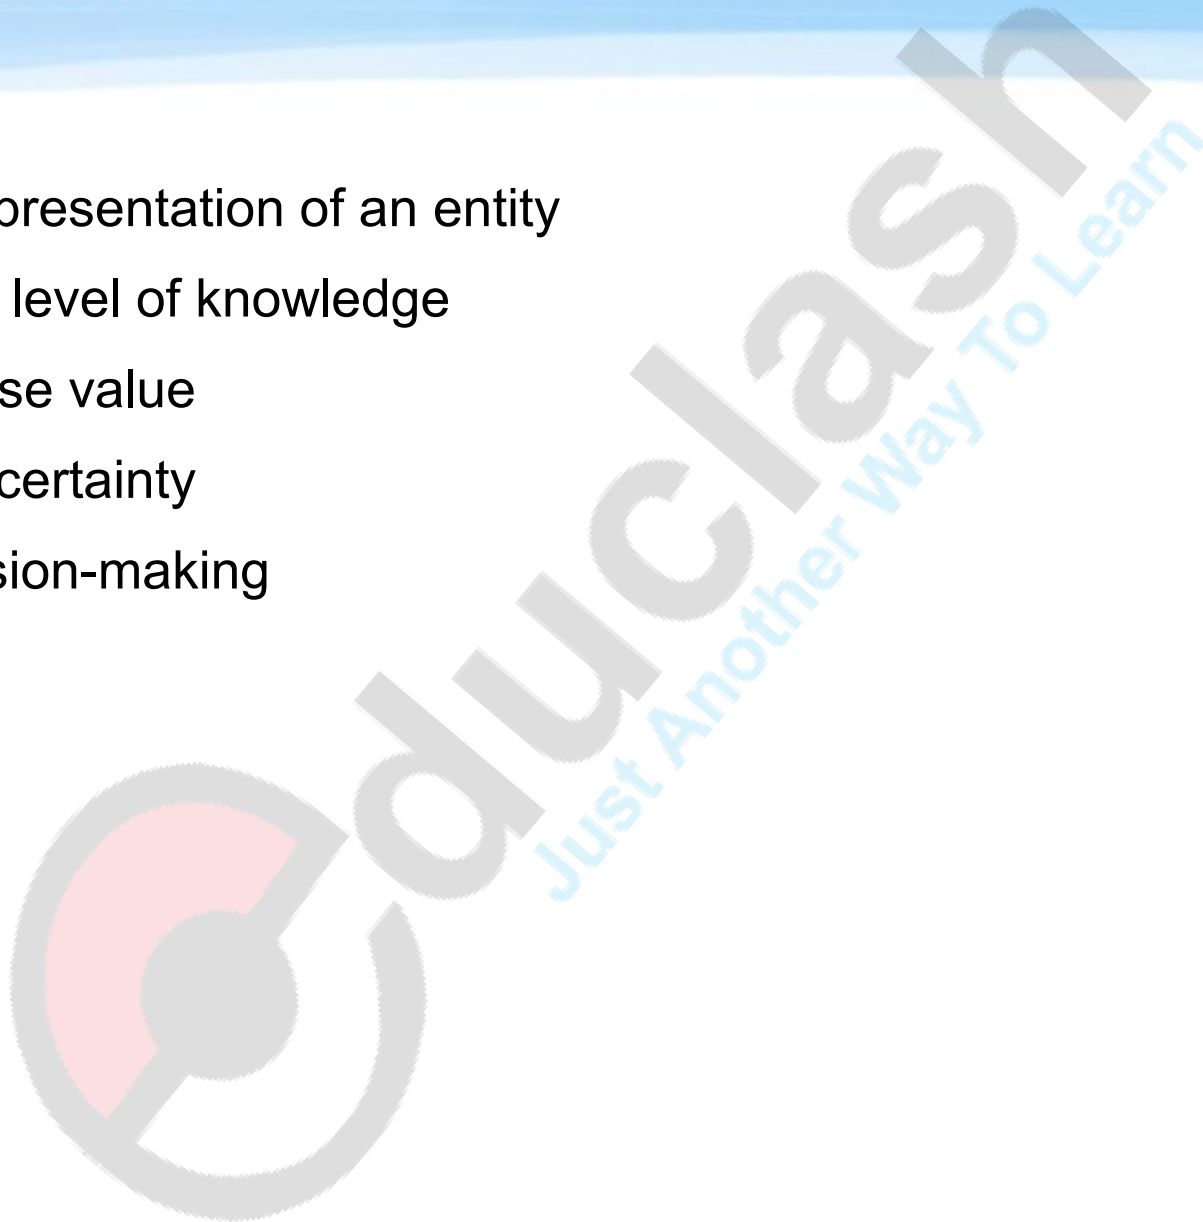 presentation of an entity
level of knowledge
se value
certainty
sion-making
educlash
Just Another Way To Learn